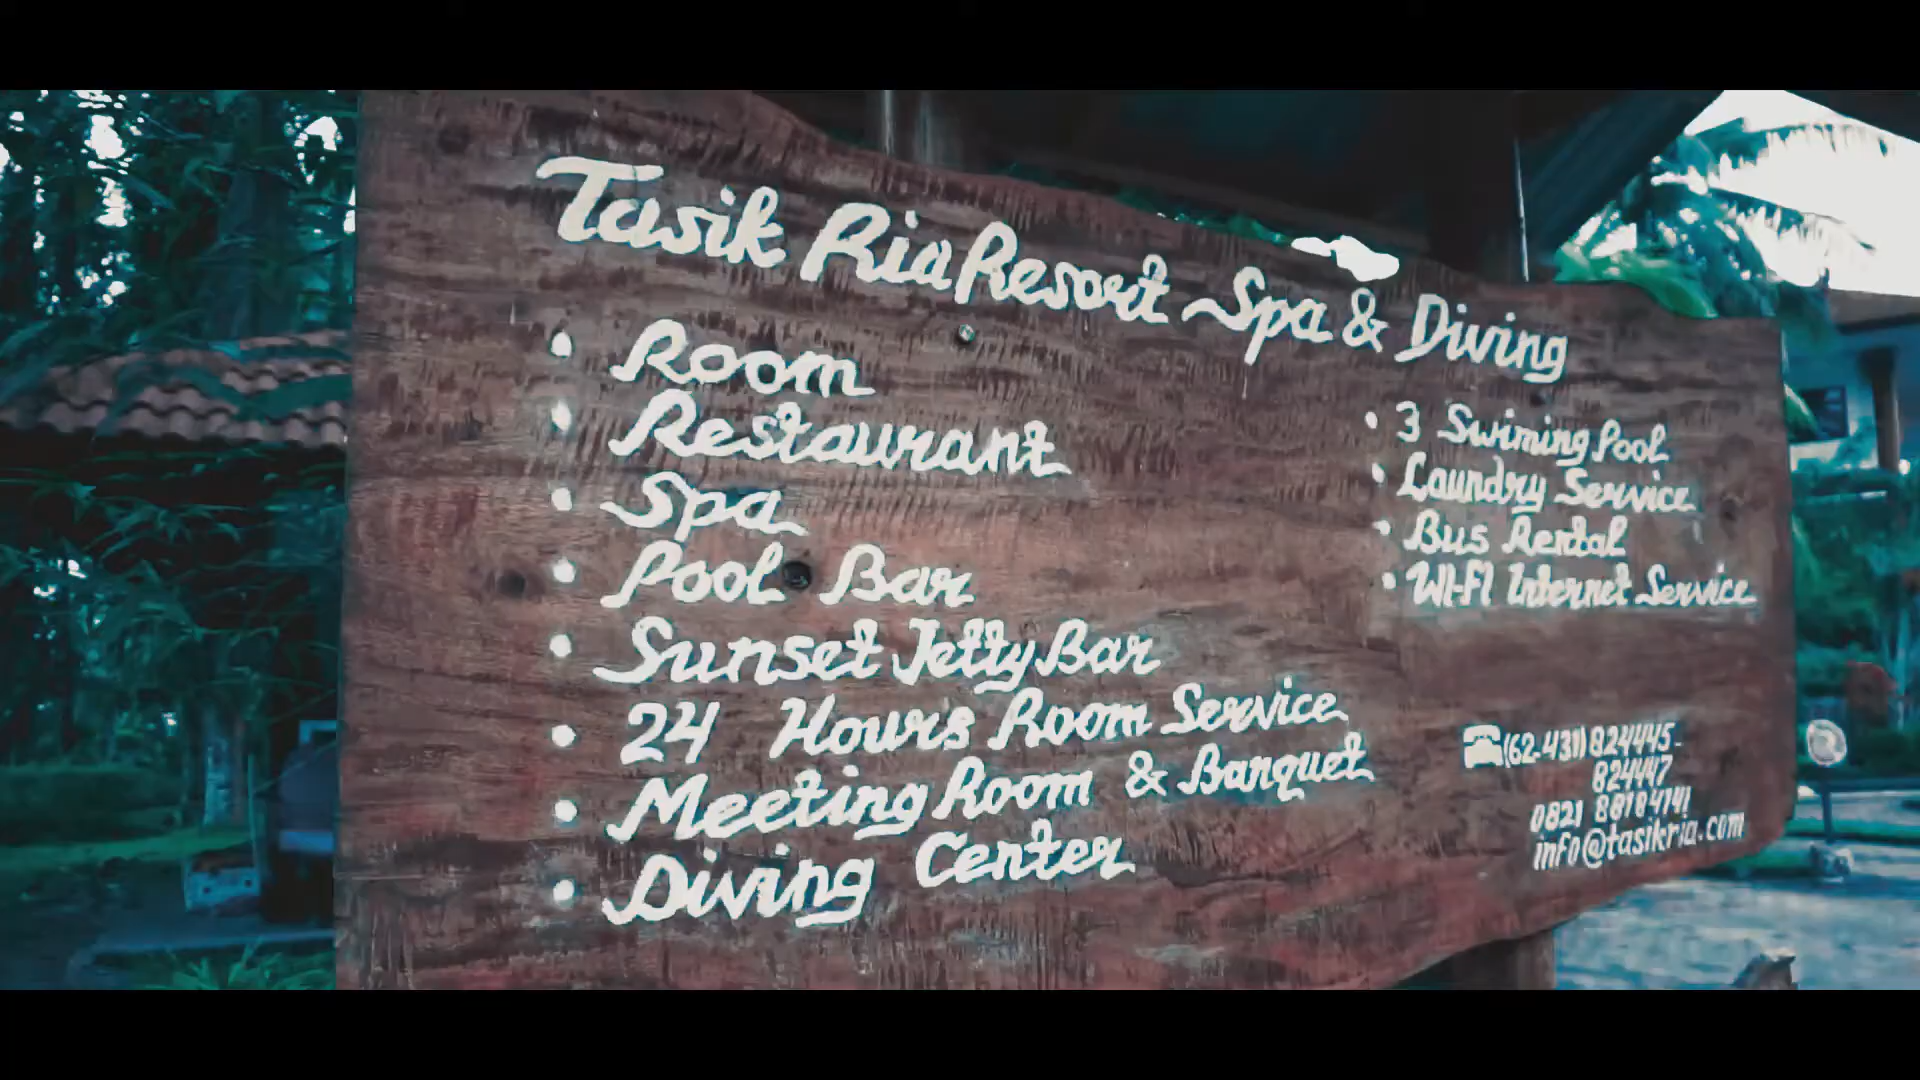 Tasik Ria Resort Spa & Diving
• Room
• Restaurant
• Spa
• Pool Bar
• Sunset Jetty Bar
• 24 Hours Room Service
• Meeting Room & Banquet
• Diving Center
• 3 Swiming Pool
• Laundry Service
• Bus Rental
• WI-FI Internet Service
☎(62-431) 824445-
824447
0821 88184141
info@tasikria.com